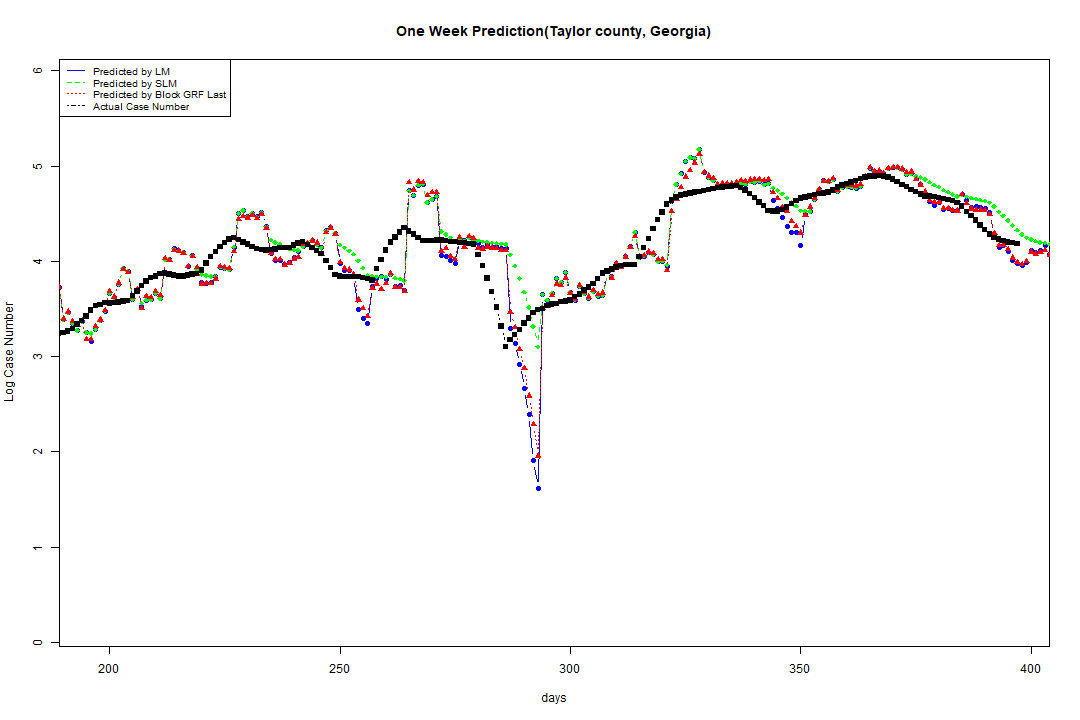 One Week Prediction(Taylor county, Georgia)
Predicted by LM
Predicted by SLM
Predicted by Block GRF Last
Actual Case Number
6
5
4
3
2
1
0
Log Case Number
200
250
300
350
400
days